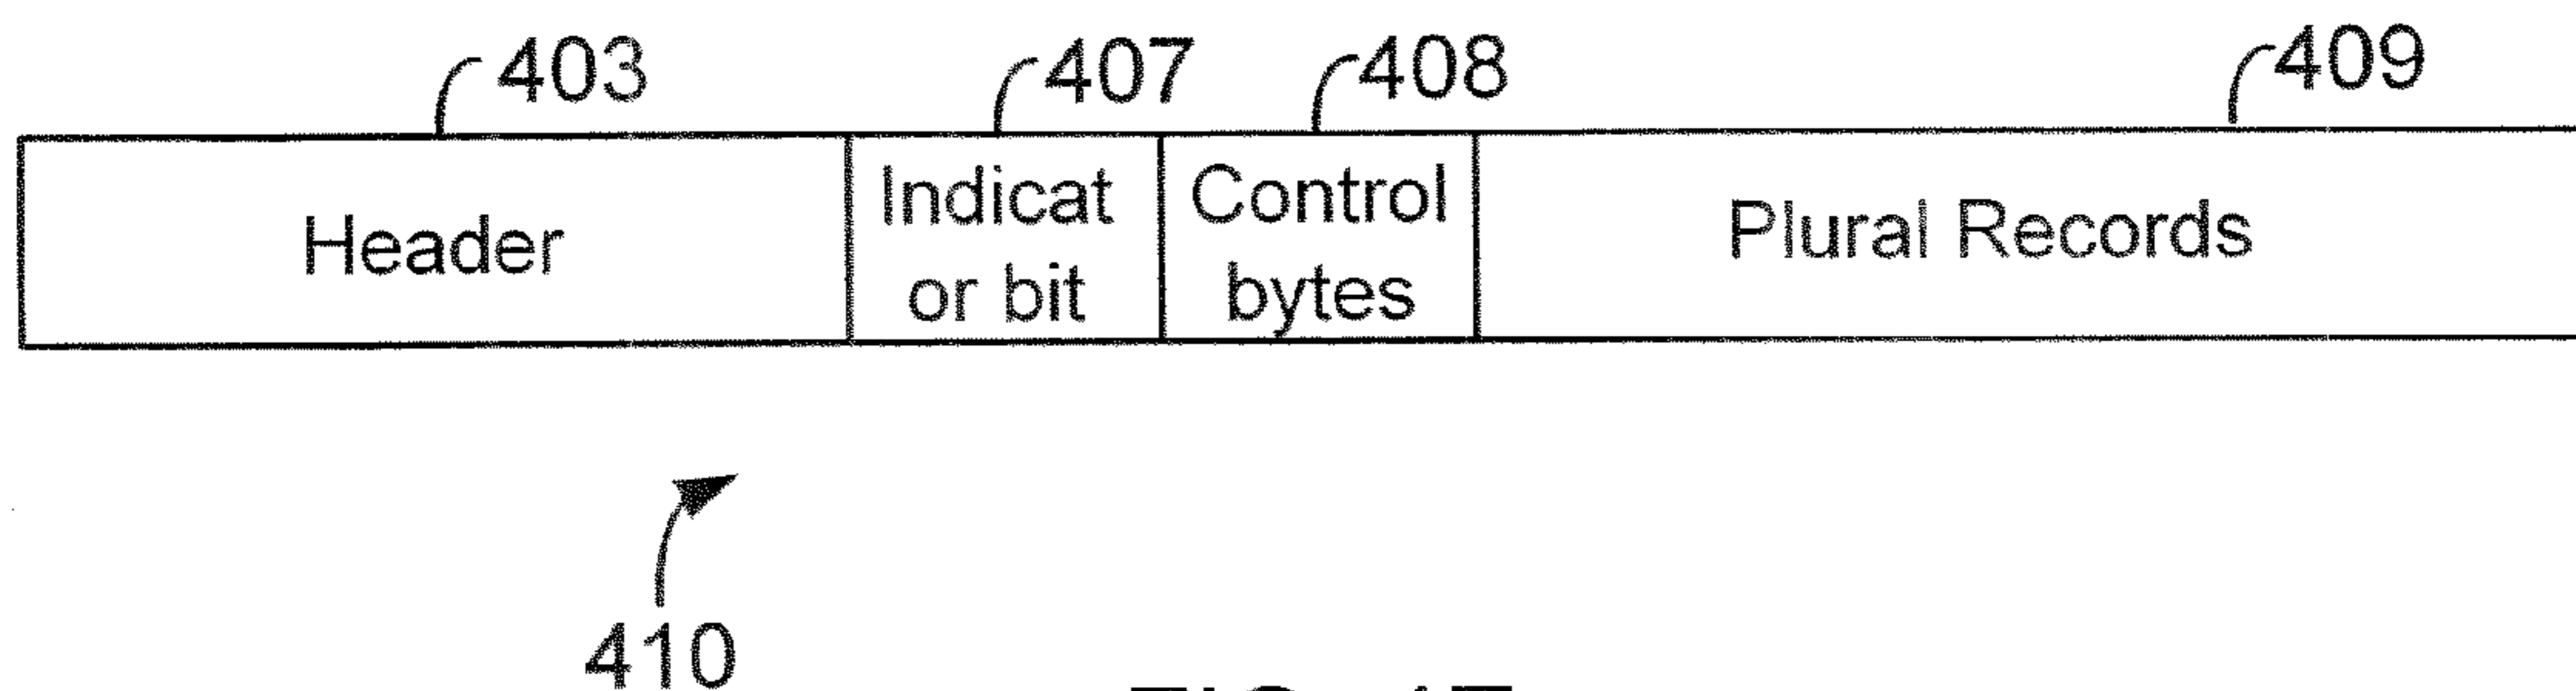 403
407
408
409
Header
Indicat
or bit
Control
bytes
Plural Records
410